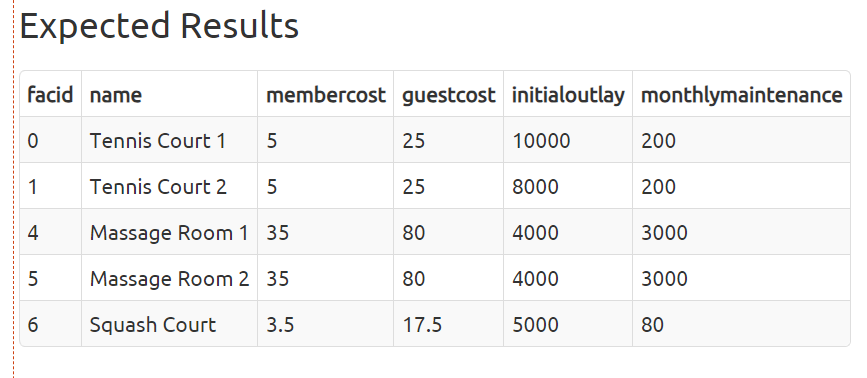 Expected Results
facid name membercost guestcost initialoutlay monthlymaintenance
0 Tennis Court 1 5 25 10000 200
1 Tennis Court 2 5 25 8000 200
4 Massage Room 1 35 80 4000 3000
5 Massage Room 2 35 80 4000 3000
6 Squash Court 3.5 17.5 5000 80